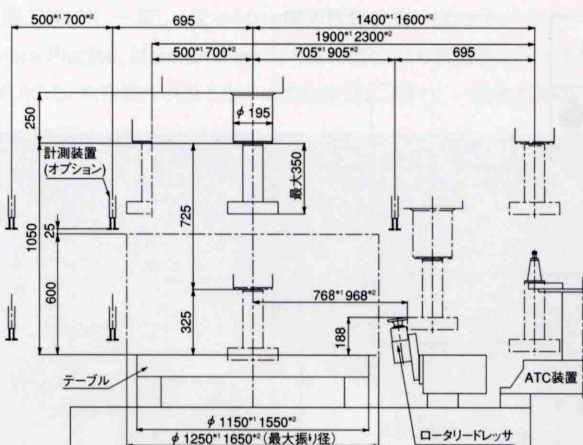 500*¹ 700*²
695
1400*¹ 1600*²
1900*¹ 2300*²
500*¹ 700*²
705*¹ 905*²
695
250
φ 195
計測装置
(オプション)
最大350
725
25
1050
600
768*¹ 968*²
325
188
テーブル
ATC装置
φ 1150*¹ 1550*²
ロータリードレッサ
φ 1250*¹ 1650*² (最大振り径)